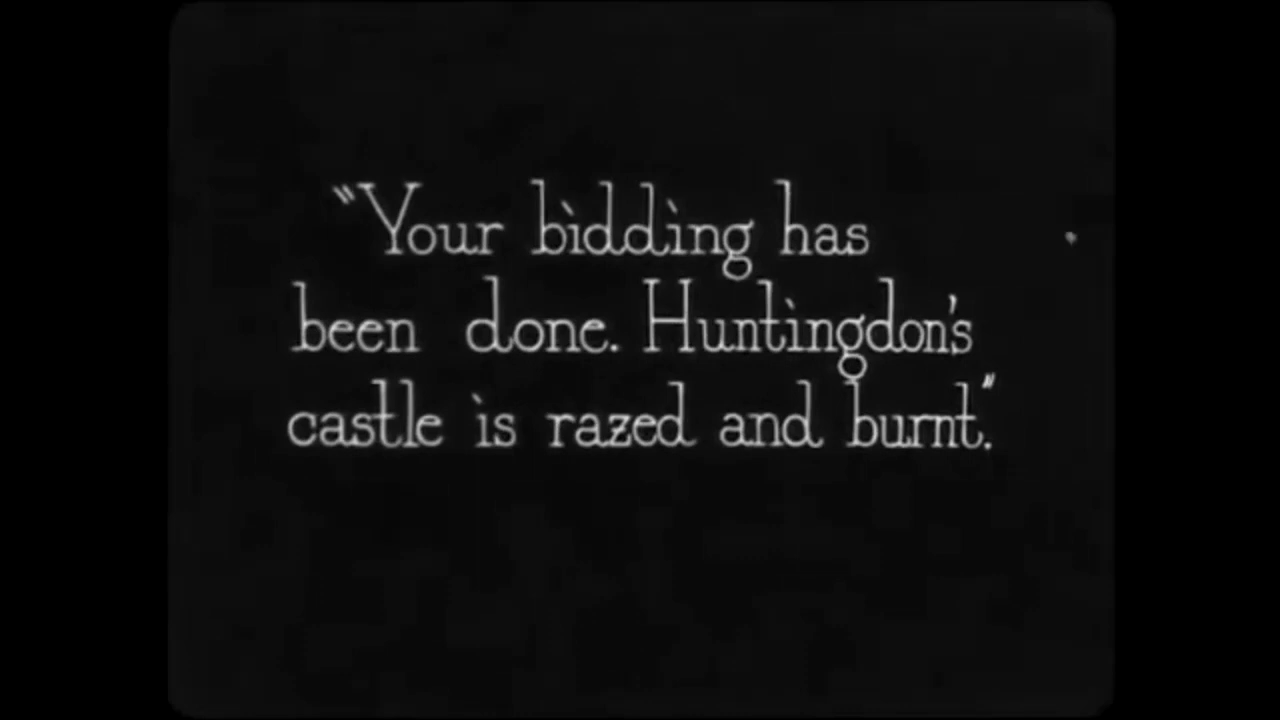 "Your bidding has
been done. Huntingdon's
castle is razed and burnt."